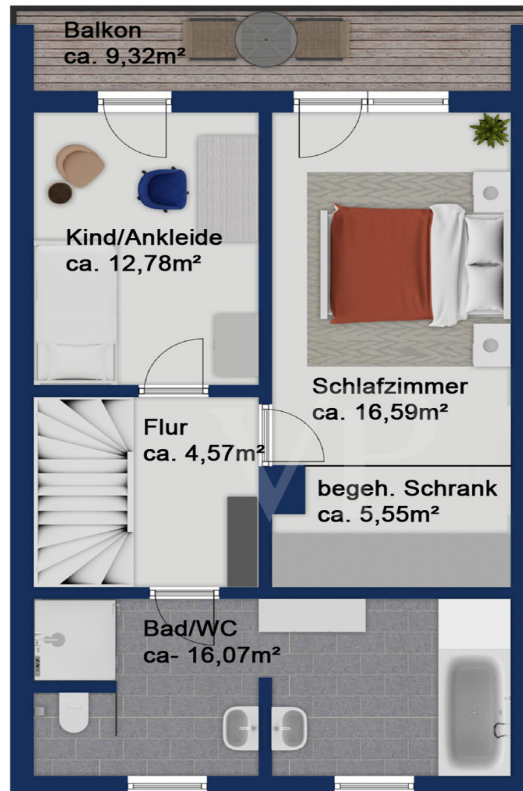 Balkon
ca. 9,32m²
Kind/Ankleide
ca. 12,78m²
Schlafzimmer
ca. 16,59m²
Flur
ca. 4,57m²
begeh. Schrank
ca. 5,55m²
VP
Bad/WC
ca- 16,07m²